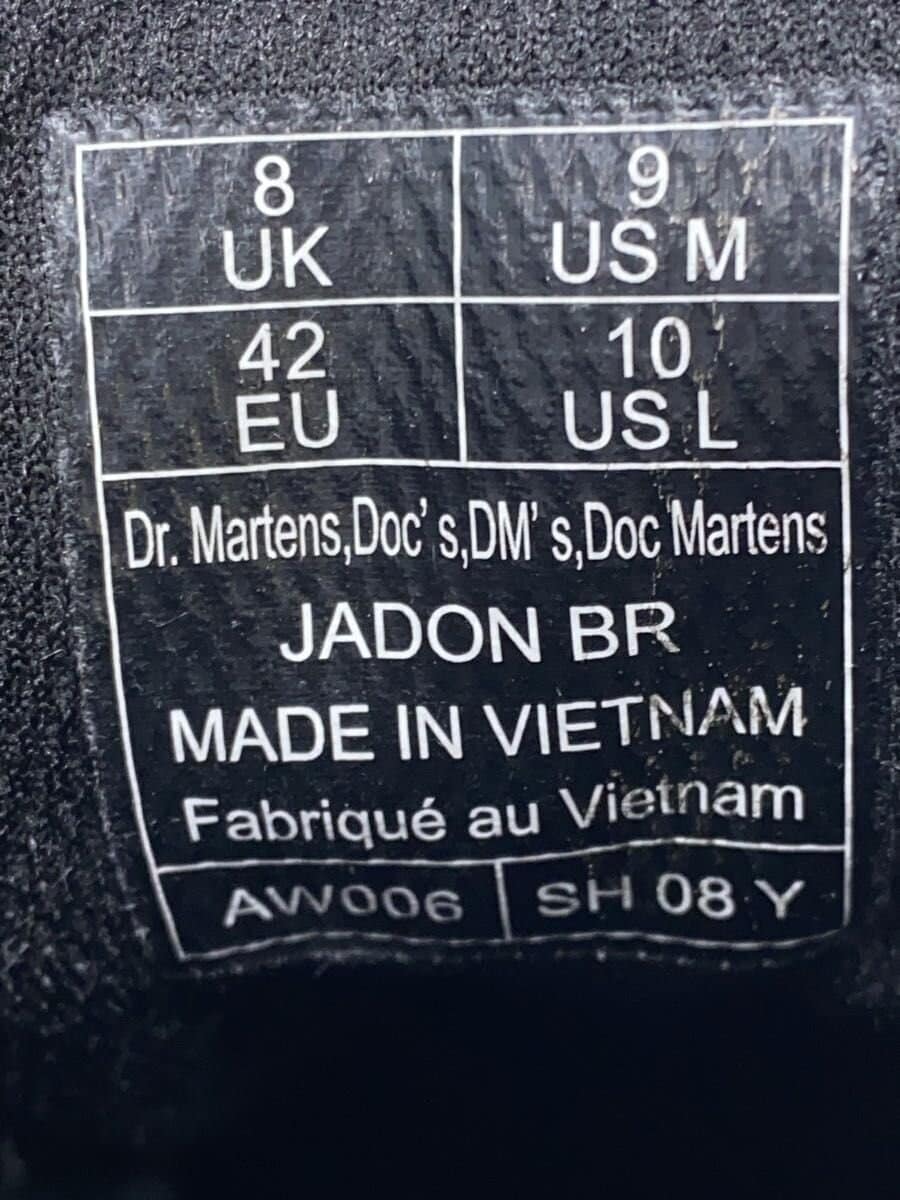 8 UK
9 US M
42 EU
10 US L
Dr. Martens,Doc's,DM's,Doc Martens
JADON BR
MADE IN VIETNAM
Fabriqué au Vietnam
AW006 SH 08 Y